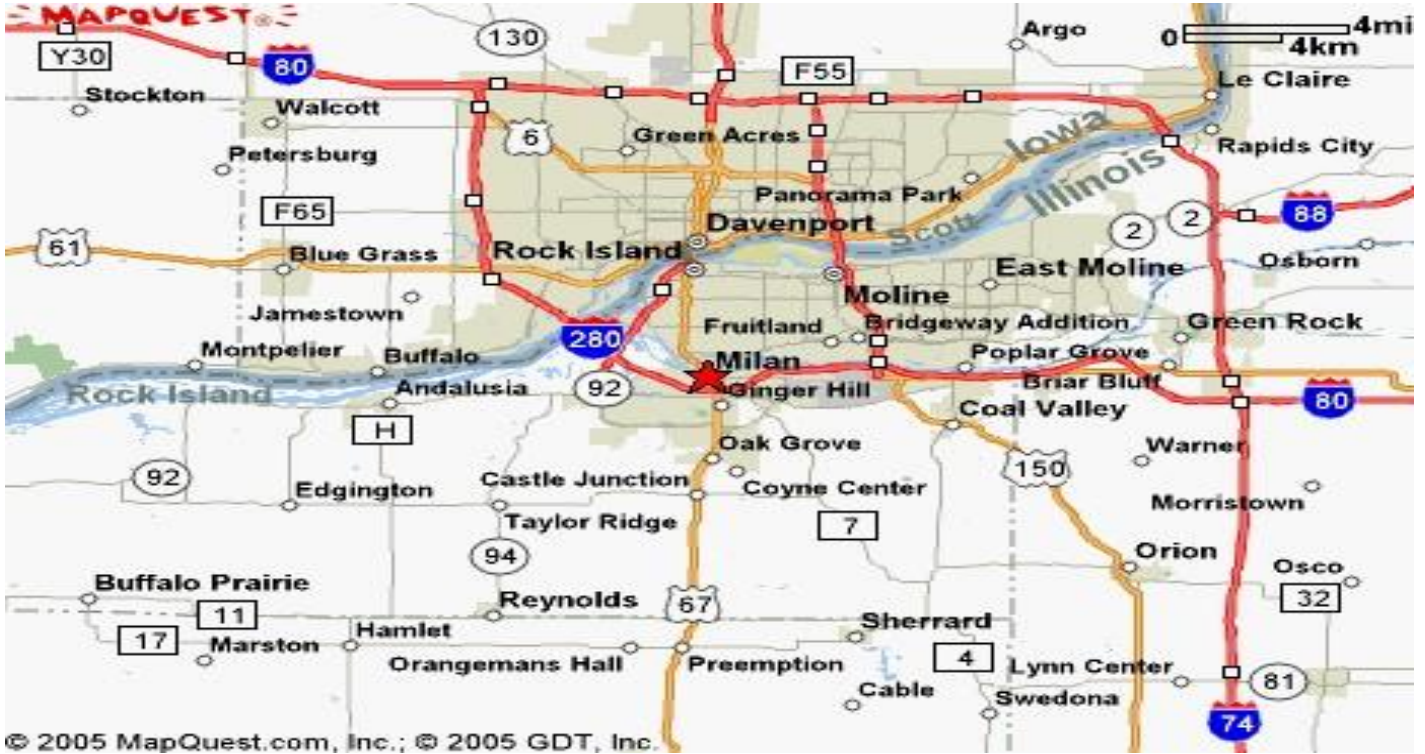 MAPQUEST®
130
Argo
0 4mi
4km
Y30
80
F55
Le Claire
Stockton
Walcott
6
Green Acres
Iowa
Petersburg
Rapids City
Panorama Park
Illinois
F65
Davenport
Scott
2
2
88
61
Blue Grass
Rock Island
East Moline
Osborn
Jamestown
Moline
280
Fruitland
Bridgeway Addition
Green Rock
Montpelier
Buffalo
Milan
Poplar Grove
Rock Island
Andalusia
92
Ginger Hill
Briar Bluff
80
H
Coal Valley
Oak Grove
Warner
92
Edgington
Castle Junction
Coyne Center
150
Morristown
Taylor Ridge
7
94
Orion
Osco
Buffalo Prairie
11
Reynolds
67
32
17
Marston
Hamlet
Sherrard
Orangemans Hall
Preemption
4
Lynn Center
81
Cable
Swedona
74
© 2005 MapQuest.com, Inc.; © 2005 GDT, Inc.